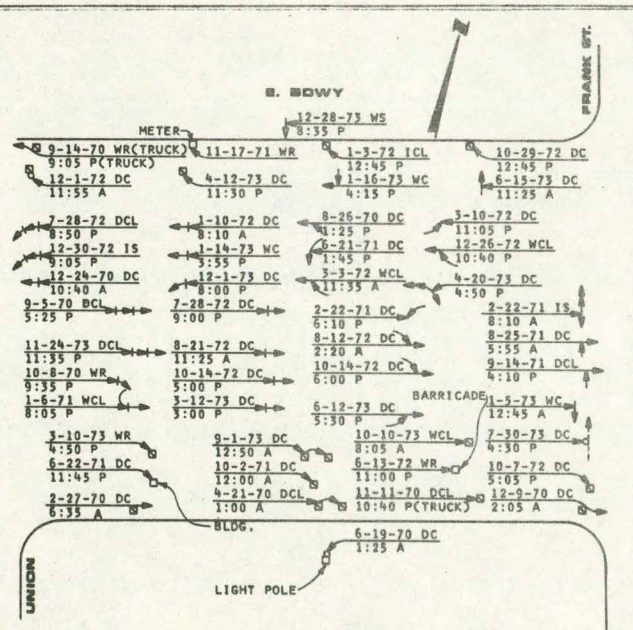 FRANK ST.
E. BDWY
12-28-73 WS
8:35 P
METER
9-14-70 WR(TRUCK)
9:05 P(TRUCK)
11-17-71 WR
1-3-72 ICL
12:45 P
10-29-72 DC
12:45 P
12-1-72 DC
11:55 A
4-12-73 DC
11:30 P
1-16-73 WC
4:15 P
6-15-73 DC
11:25 A
7-28-72 DCL
8:50 P
1-10-72 DC
8:10 A
8-26-70 DC
1:25 P
3-10-72 DC
11:05 P
12-30-72 IS
9:05 P
1-14-73 WC
3:55 P
6-21-71 DC
1:45 P
12-26-72 WCL
10:40 P
12-24-70 DC
10:40 A
12-1-73 DC
8:00 P
3-3-72 WCL
11:35 A
4-20-73 DC
4:50 P
9-5-70 DCL
5:25 P
7-28-72 DC
9:00 P
2-22-71 DC
6:10 P
2-22-71 IS
8:10 A
11-24-73 DCL
11:35 P
8-21-72 DC
11:25 A
8-12-72 DC
2:20 A
8-25-71 DC
5:55 A
10-8-70 WR
9:35 P
10-14-72 DC
5:00 P
10-14-72 DC
6:00 P
9-14-71 DCL
4:10 P
1-6-71 WCL
8:05 P
3-12-73 DC
3:00 P
6-12-73 DC
5:30 P
BARRICADE
1-5-73 WC
12:45 A
3-10-73 WR
4:50 P
9-1-73 DC
12:50 A
10-10-73 WCL
8:05 A
7-30-73 DC
4:30 P
6-22-71 DC
11:45 P
10-2-71 DC
12:00 A
6-13-72 WR
11:00 P
10-7-72 DC
5:05 P
2-27-70 DC
6:35 A
4-21-70 DCL
1:00 A
11-11-70 DCL
10:40 P(TRUCK)
12-9-70 DC
2:05 A
BLDG.
6-19-70 DC
1:25 A
LIGHT POLE
UNION